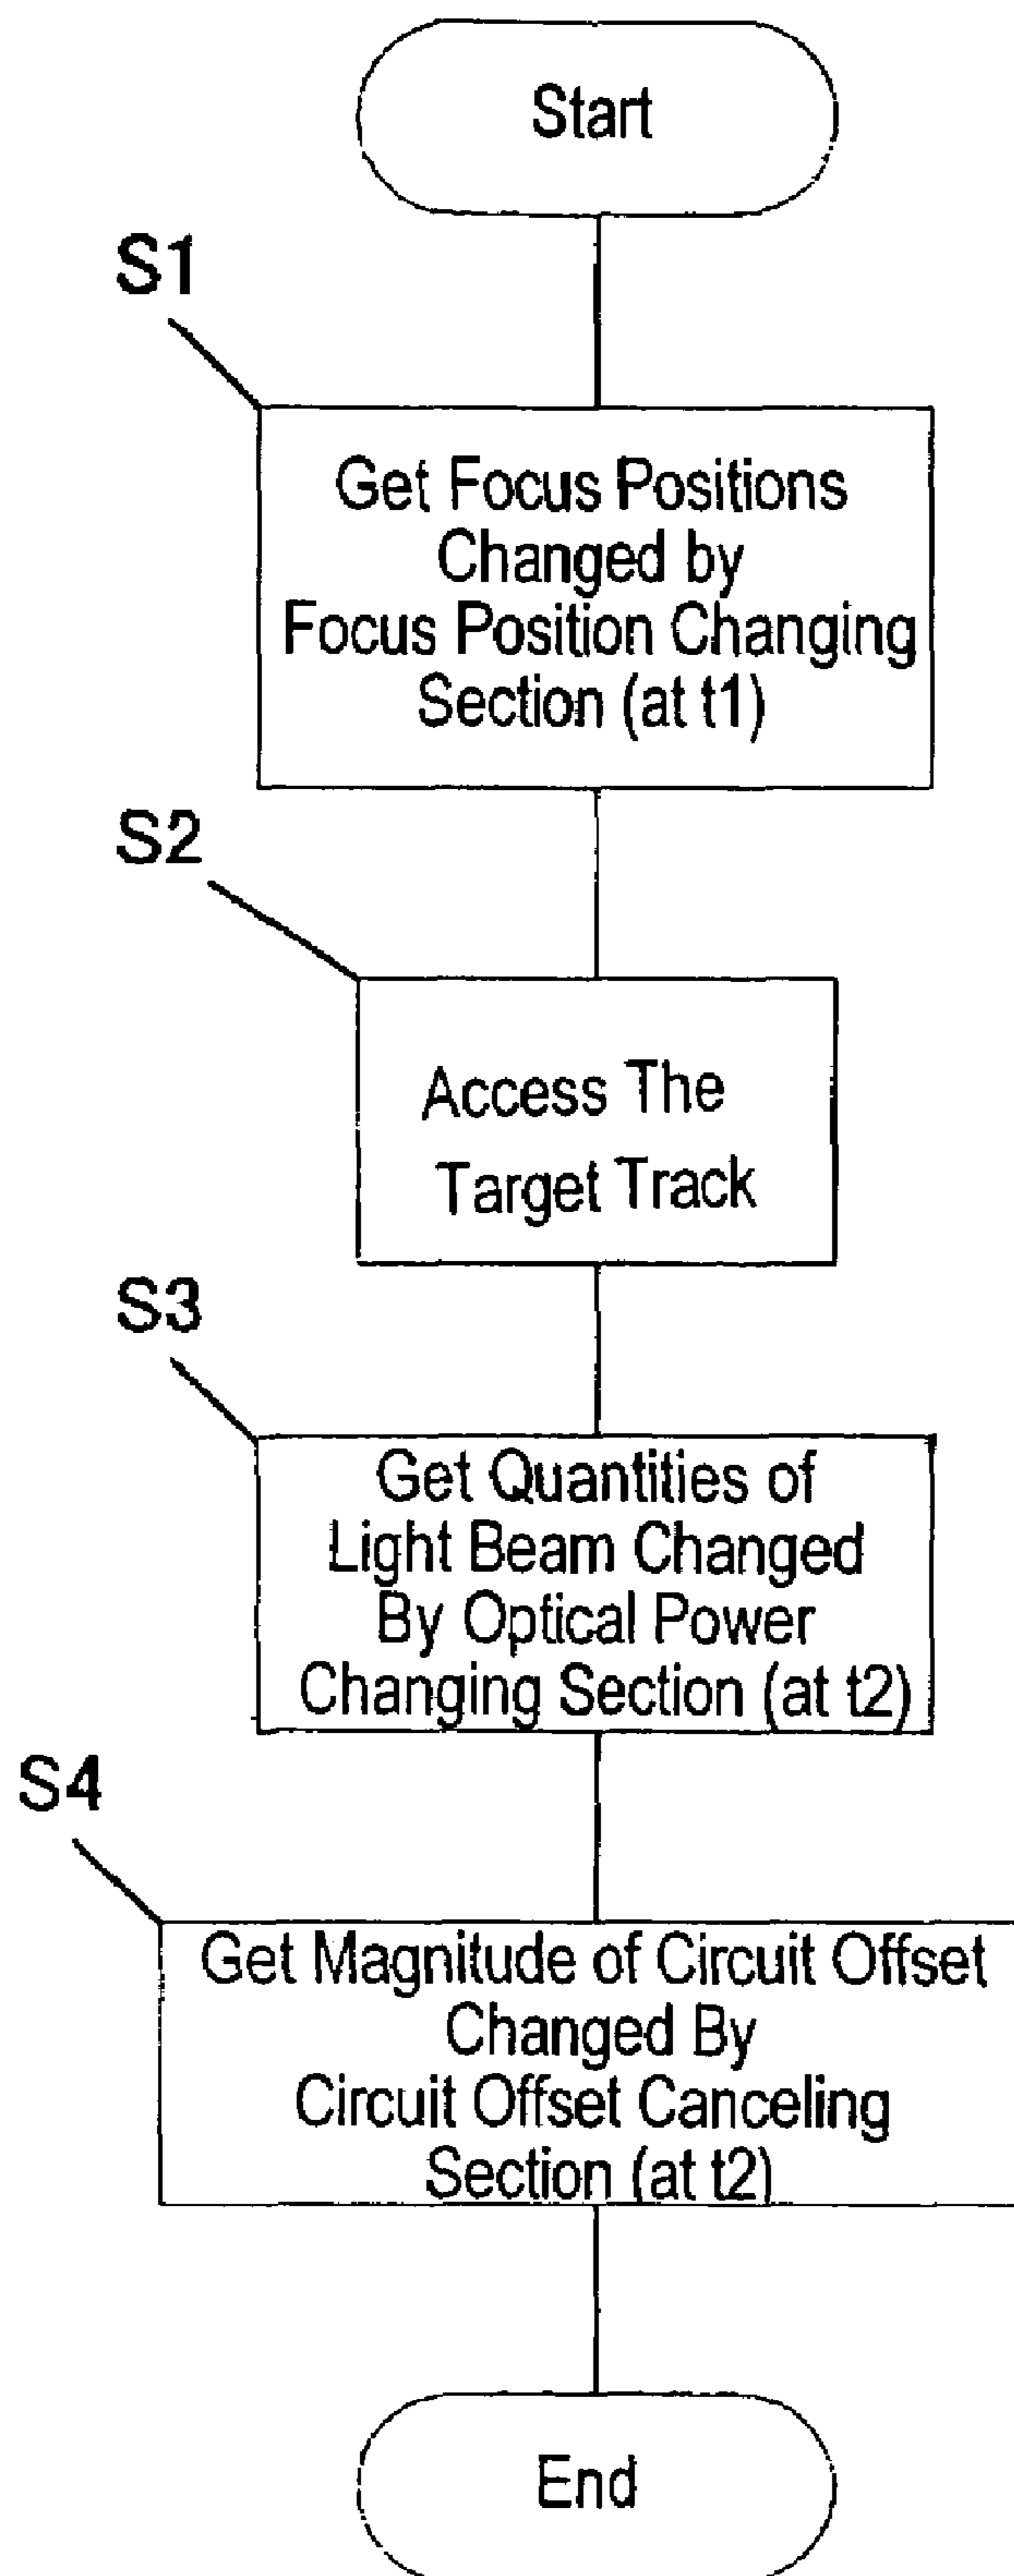 Start
S1
Get Focus Positions
Changed by
Focus Position Changing
Section (at t1)
S2
Access The
Target Track
S3
Get Quantities of
Light Beam Changed
By Optical Power
Changing Section (at t2)
S4
Get Magnitude of Circuit Offset
Changed By
Circuit Offset Canceling
Section (at t2)
End